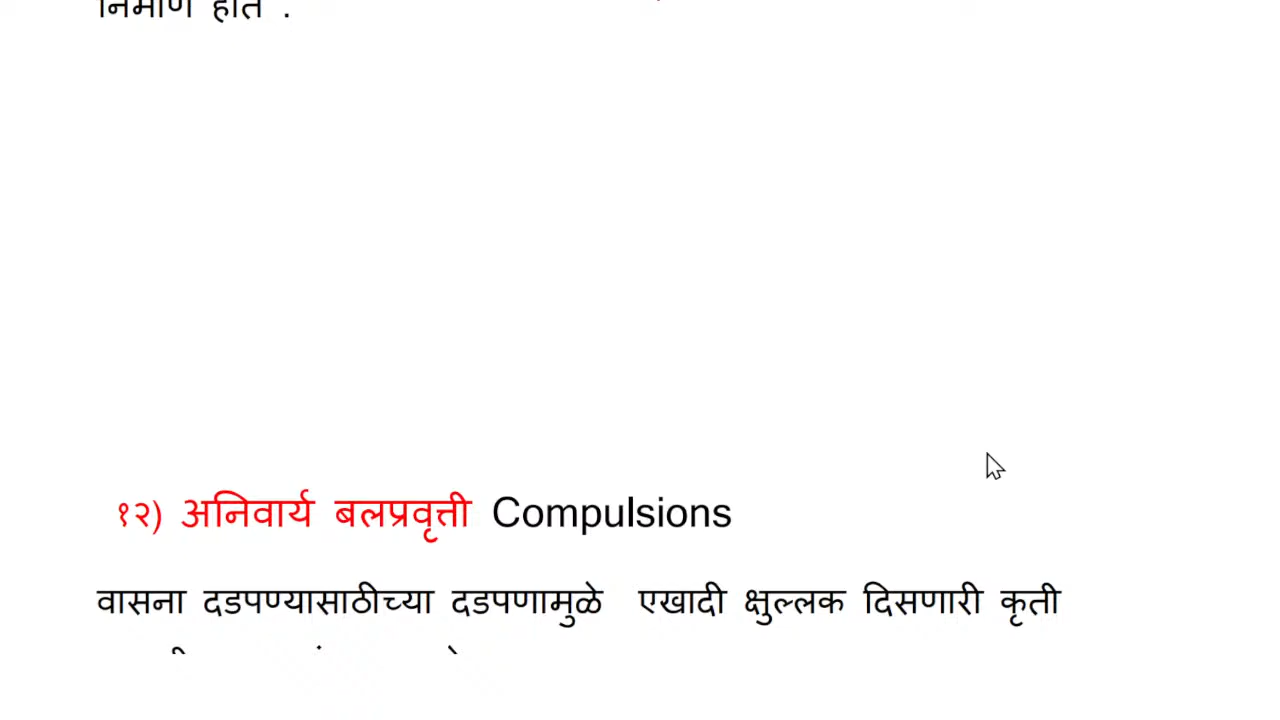 निर्माण होते .
१२) अनिवार्य बलप्रवृत्ती Compulsions
वासना दडपण्यासाठीच्या दडपणामुळे एखादी क्षुल्लक दिसणारी कृती